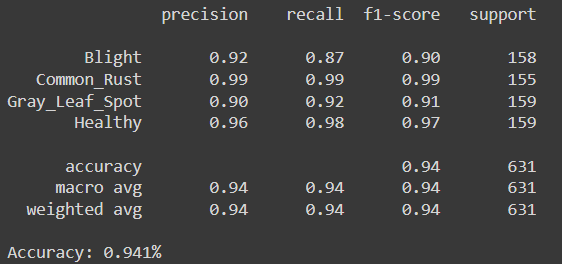 precision recall f1-score support
Blight 0.92 0.87 0.90 158
Common_Rust 0.99 0.99 0.99 155
Gray_Leaf_Spot 0.90 0.92 0.91 159
Healthy 0.96 0.98 0.97 159
accuracy 0.94 631
macro avg 0.94 0.94 0.94 631
weighted avg 0.94 0.94 0.94 631
Accuracy: 0.941%